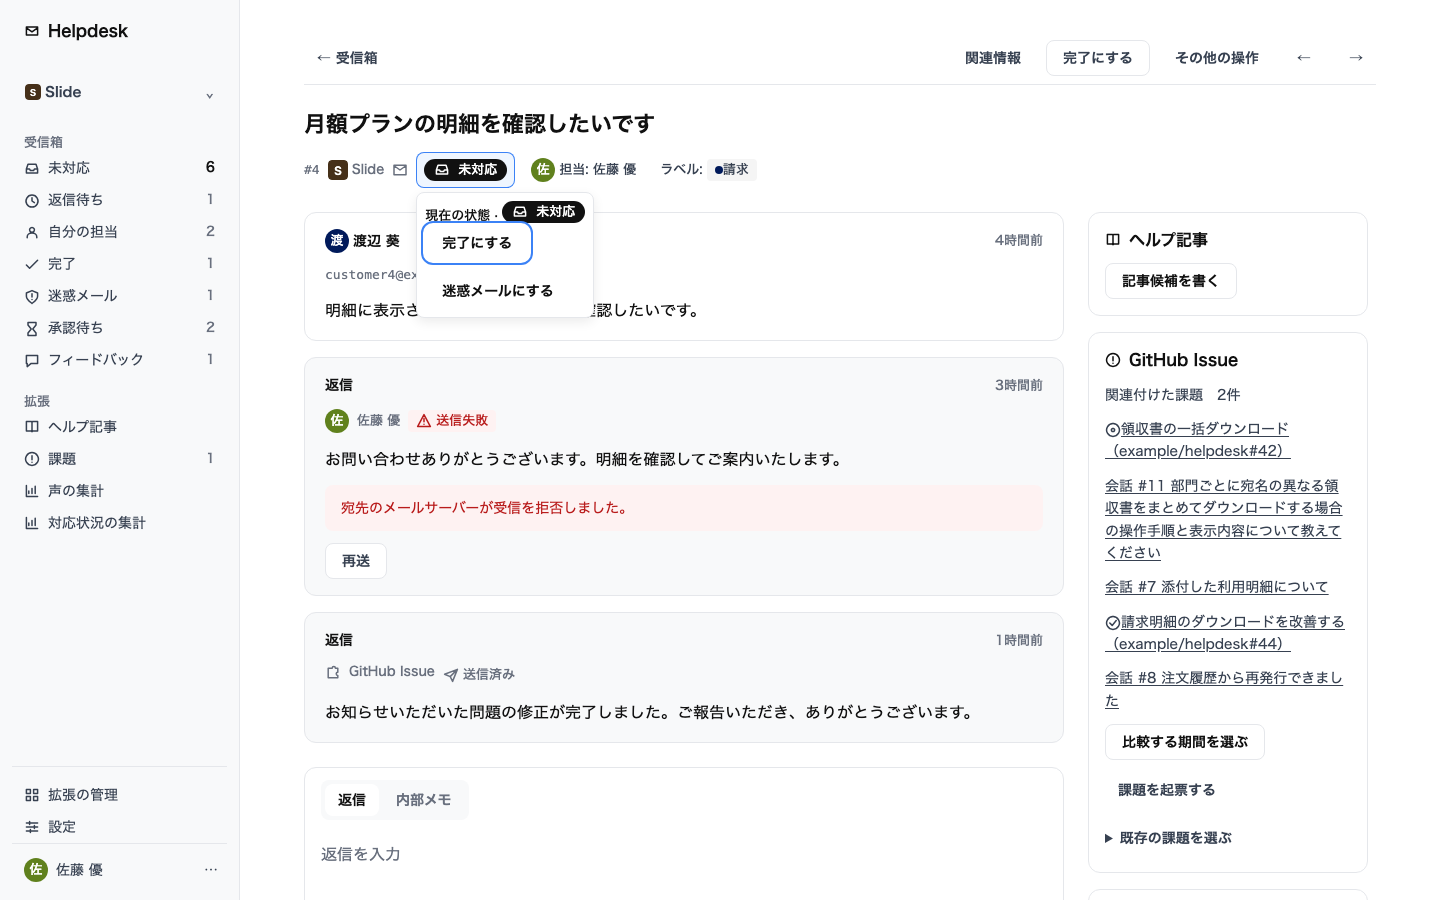 Helpdesk
S Slide
受信箱
未対応 6
返信待ち 1
自分の担当 2
完了 1
迷惑メール 1
承認待ち 2
フィードバック 1
拡張
ヘルプ記事
課題 1
声の集計
対応状況の集計
拡張の管理
設定
佐 佐藤 優 …
← 受信箱
関連情報 完了にする その他の操作 ← →
月額プランの明細を確認したいです
#4 S Slide 未対応 佐 担当: 佐藤 優 ラベル: 請求
現在の状態 · 未対応
完了にする
迷惑メールにする
渡 渡辺 葵 4時間前
customer4@ex
明細に表示さ
認したいです。
返信 3時間前
佐 佐藤 優 送信失敗
お問い合わせありがとうございます。明細を確認してご案内いたします。
宛先のメールサーバーが受信を拒否しました。
再送
返信 1時間前
GitHub Issue 送信済み
お知らせいただいた問題の修正が完了しました。ご報告いただき、ありがとうございます。
返信 内部メモ
返信を入力
ヘルプ記事
記事候補を書く
GitHub Issue
関連付けた課題 2件
領収書の一括ダウンロード
（example/helpdesk#42）
会話 #11 部門ごとに宛名の異なる領
収書をまとめてダウンロードする場合
の操作手順と表示内容について教えて
ください
会話 #7 添付した利用明細について
請求明細のダウンロードを改善する
（example/helpdesk#44）
会話 #8 注文履歴から再発行できまし
た
比較する期間を選ぶ
課題を起票する
▶ 既存の課題を選ぶ